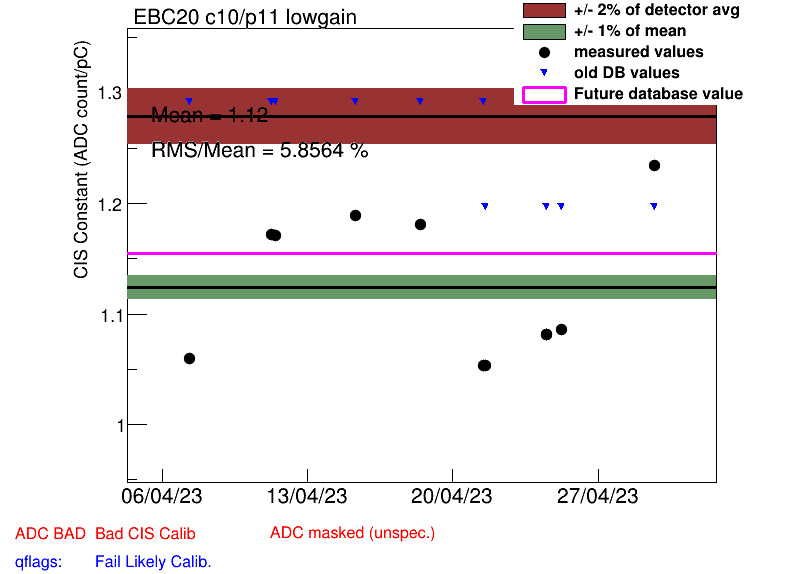 EBC20 c10/p11 lowgain
+/- 2% of detector avg
+/- 1% of mean
measured values
old DB values
Future database value
CIS Constant (ADC count/pC)
1.3
Mean = 1.12
RMS/Mean = 5.8564 %
1.2
1.1
1
06/04/23 13/04/23 20/04/23 27/04/23
ADC BAD Bad CIS Calib ADC masked (unspec.)
qflags: Fail Likely Calib.